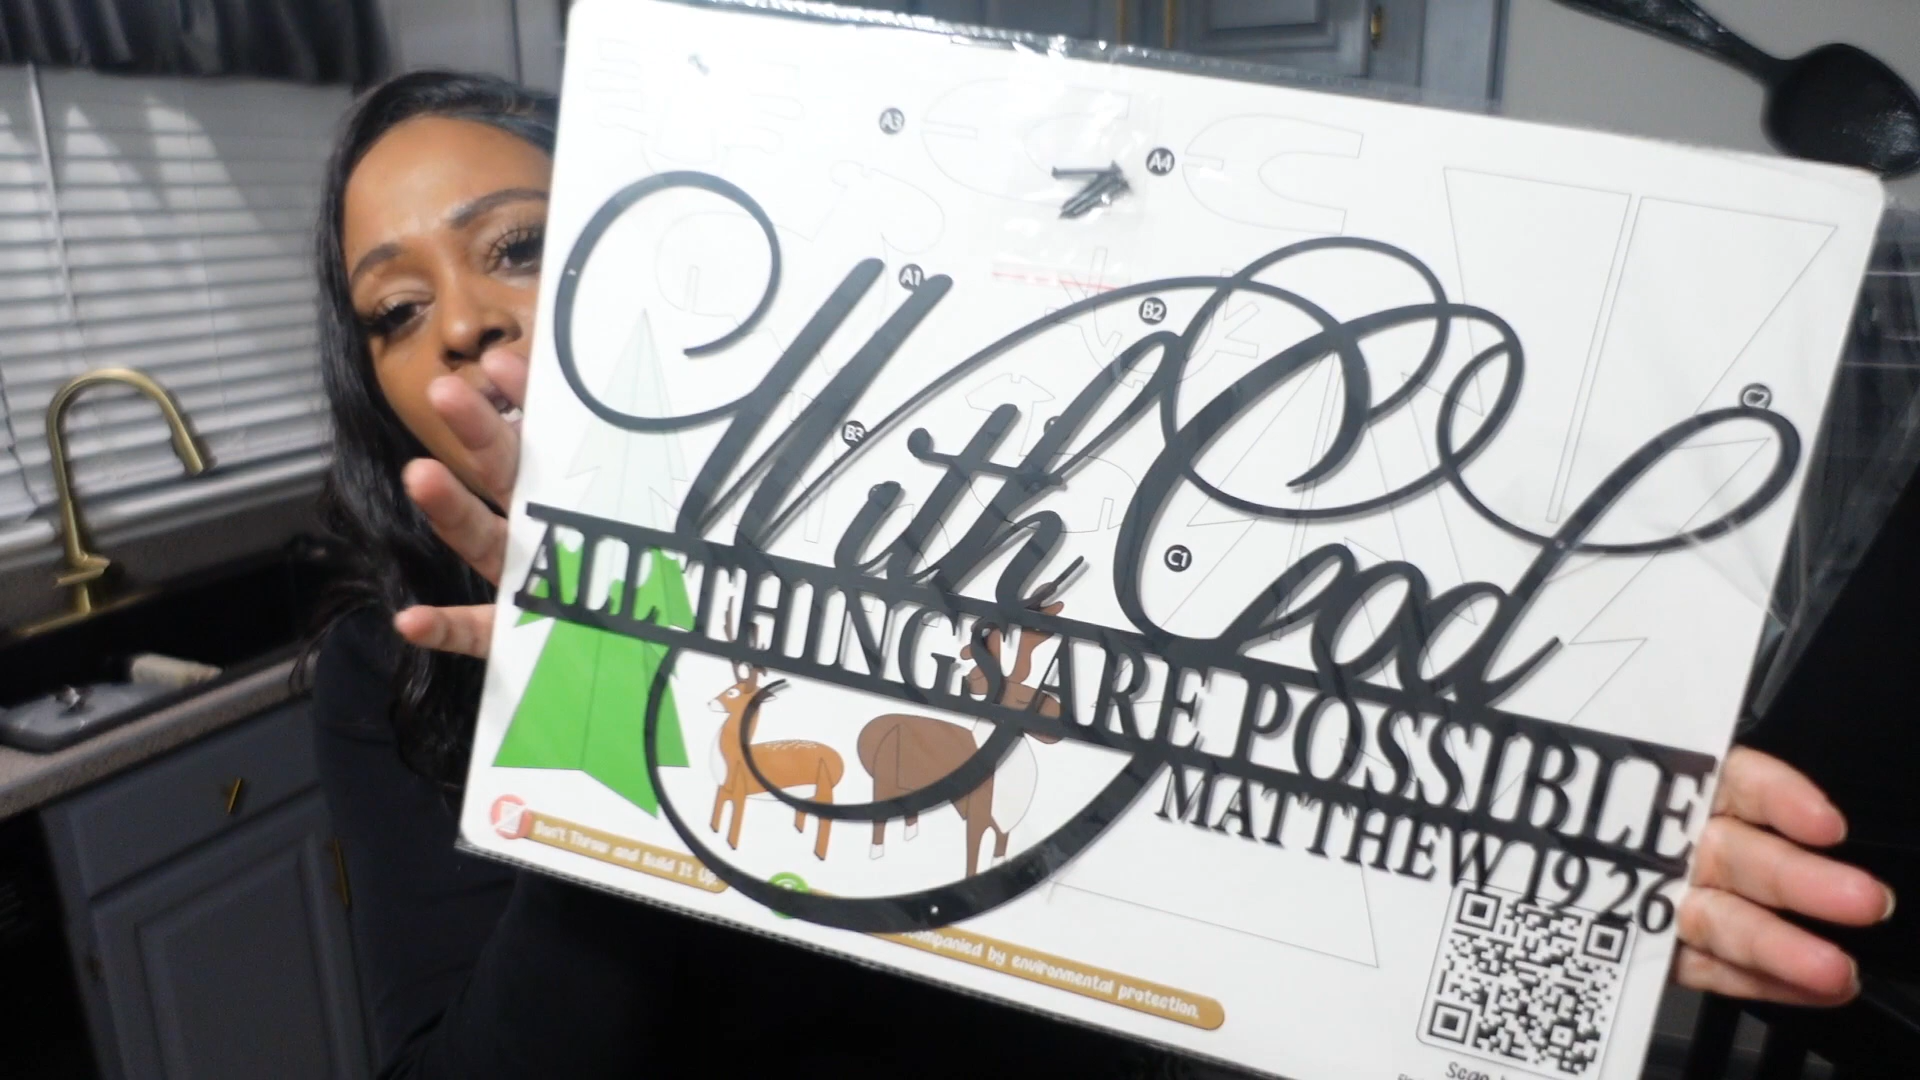 A3
A4
A1
B2
C2
B3
With God
C1
ALL THINGS ARE POSSIBLE
MATTHEW 19 26
Don't Throw and Build It Up.
accompanied by environmental protection.
Scan